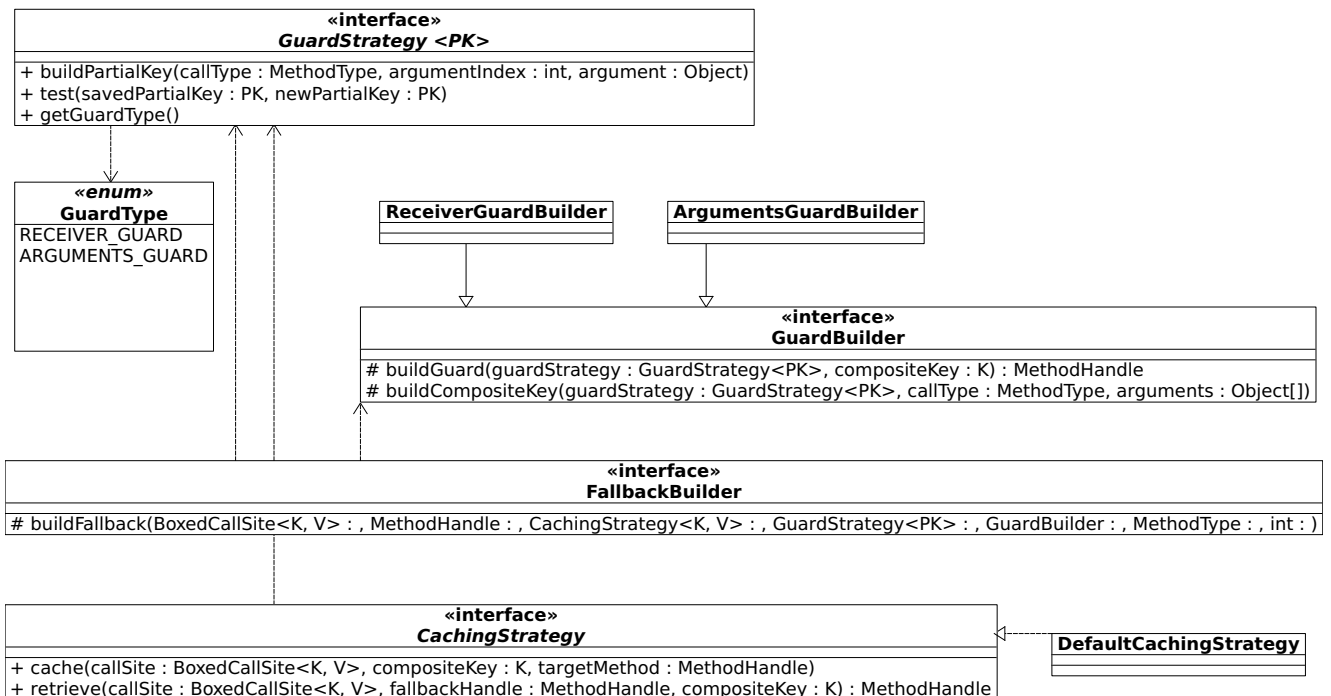 «interface»
GuardStrategy <PK>
+ buildPartialKey(callType : MethodType, argumentIndex : int, argument : Object)
+ test(savedPartialKey : PK, newPartialKey : PK)
+ getGuardType()
«enum»
GuardType
RECEIVER_GUARD
ARGUMENTS_GUARD
ReceiverGuardBuilder
ArgumentsGuardBuilder
«interface»
GuardBuilder
# buildGuard(guardStrategy : GuardStrategy<PK>, compositeKey : K) : MethodHandle
# buildCompositeKey(guardStrategy : GuardStrategy<PK>, callType : MethodType, arguments : Object[])
«interface»
FallbackBuilder
# buildFallback(BoxedCallSite<K, V> : , MethodHandle : , CachingStrategy<K, V> : , GuardStrategy<PK> : , GuardBuilder : , MethodType : , int : )
«interface»
CachingStrategy
+ cache(callSite : BoxedCallSite<K, V>, compositeKey : K, targetMethod : MethodHandle)
+ retrieve(callSite : BoxedCallSite<K, V>, fallbackHandle : MethodHandle, compositeKey : K) : MethodHandle
DefaultCachingStrategy